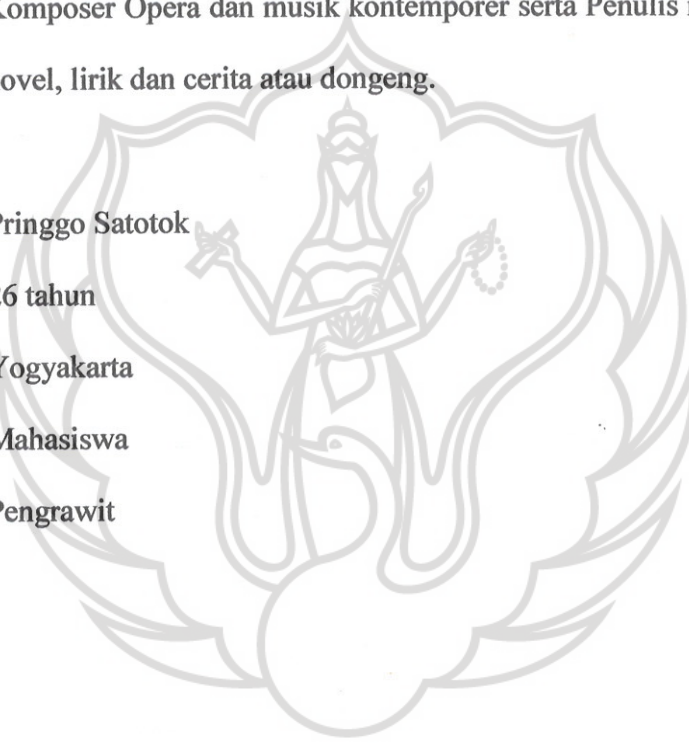 Komposer Opera dan musik kontemporer serta Penulis
ovel, lirik dan cerita atau dongeng.
Pringgo Satotok
26 tahun
Yogyakarta
Mahasiswa
Pengrawit